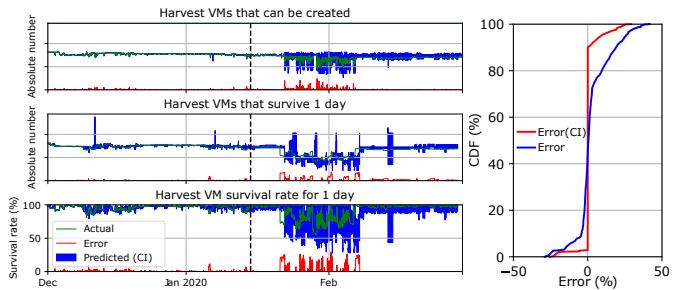 Harvest VMs that can be created
Absolute number
Harvest VMs that survive 1 day
Absolute number
Harvest VM survival rate for 1 day
Survival rate (%)
100
50
0
Actual
Error
Predicted (CI)
Dec
Jan 2020
Feb
CDF (%)
100
80
60
40
20
0
Error(CI)
Error
−50
0
50
Error (%)